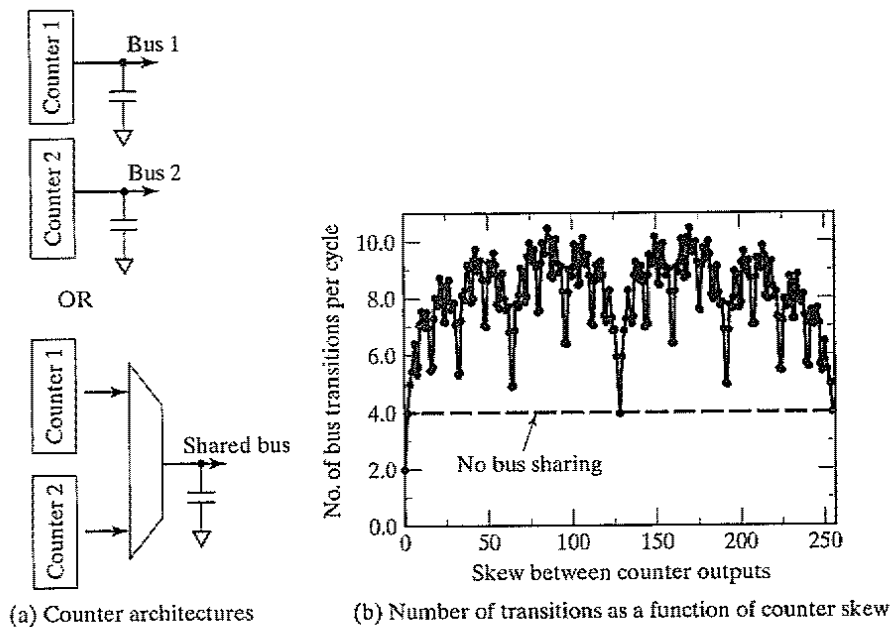 Counter 1
Bus 1
Counter 2
Bus 2
OR
Counter 1
Counter 2
Shared bus
(a) Counter architectures
No. of bus transitions per cycle
10.0
8.0
6.0
4.0
2.0
0.0
No bus sharing
0
50
100
150
200
250
Skew between counter outputs
(b) Number of transitions as a function of counter skew